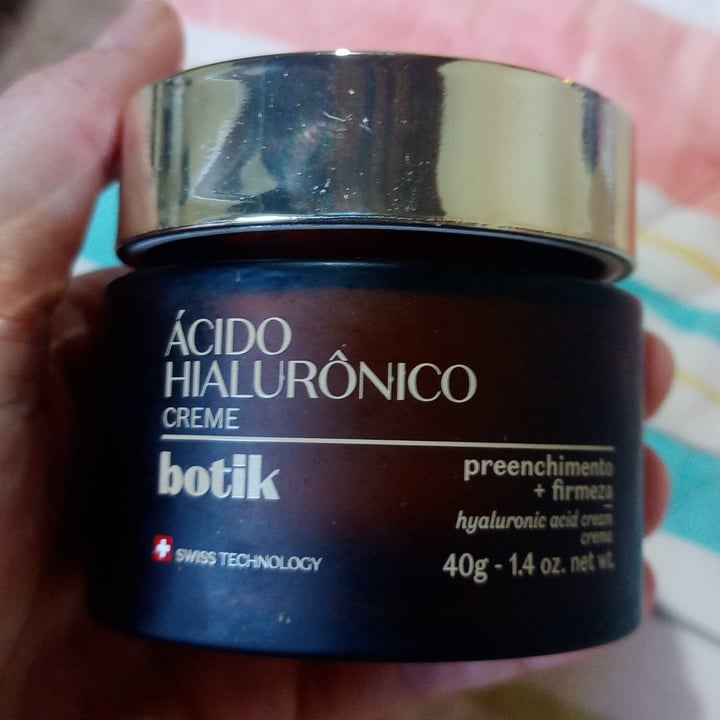 ÁCIDO
HIALURÔNICO
CREME
botik
preenchimento
+ firmeza
hyaluronic acid cream
crema
SWISS TECHNOLOGY
40g - 1.4 oz. net wt.